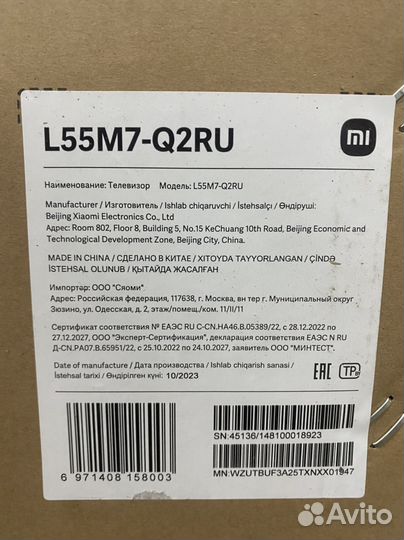 L55M7-Q2RU
mi
Наименование: Телевизор Модель: L55M7-Q2RU
Manufacturer / Изготовитель / Ishlab chiqaruvchi / İstehsalçı / Өндіруші:
Beijing Xiaomi Electronics Co., Ltd
Адрес: Room 802, Floor 8, Building 5, No.15 KeChuang 10th Road, Beijing Economic and
Technological Development Zone, Beijing City, China.
MADE IN CHINA / СДЕЛАНО В КИТАЕ / XITOYDA TAYYORLANGAN / ÇİNDƏ
İSTEHSAL OLUNUB / ҚЫТАЙДА ЖАСАЛҒАН
Импортер: ООО "Сяоми"
Адрес: Российская федерация, 117638, г. Москва, вн тер г. Муниципальный округ
Зюзино, ул. Одесская, д. 2, этаж/помещ./ком. 11/II/11
Сертификат соответствия № ЕАЭС RU C-CN.HA46.B.05389/22, с 28.12.2022 по
27.12.2027, ООО "Эксперт-Сертификация", декларация соответствия ЕАЭС N RU
Д-CN.PA07.B.65951/22, с 25.10.2022 по 24.10.2027, заявитель ООО "МИНТЕСТ".
Date of manufacture / Дата производства / Ishlab chiqarish sanasi /
İstehsal tarixi / Өндірілген күні: 10/2023
EAC
TP
SN:45136/148100018923
6 971408 158003
MN:WZUTBUF3A25TXNXX01947
Avito